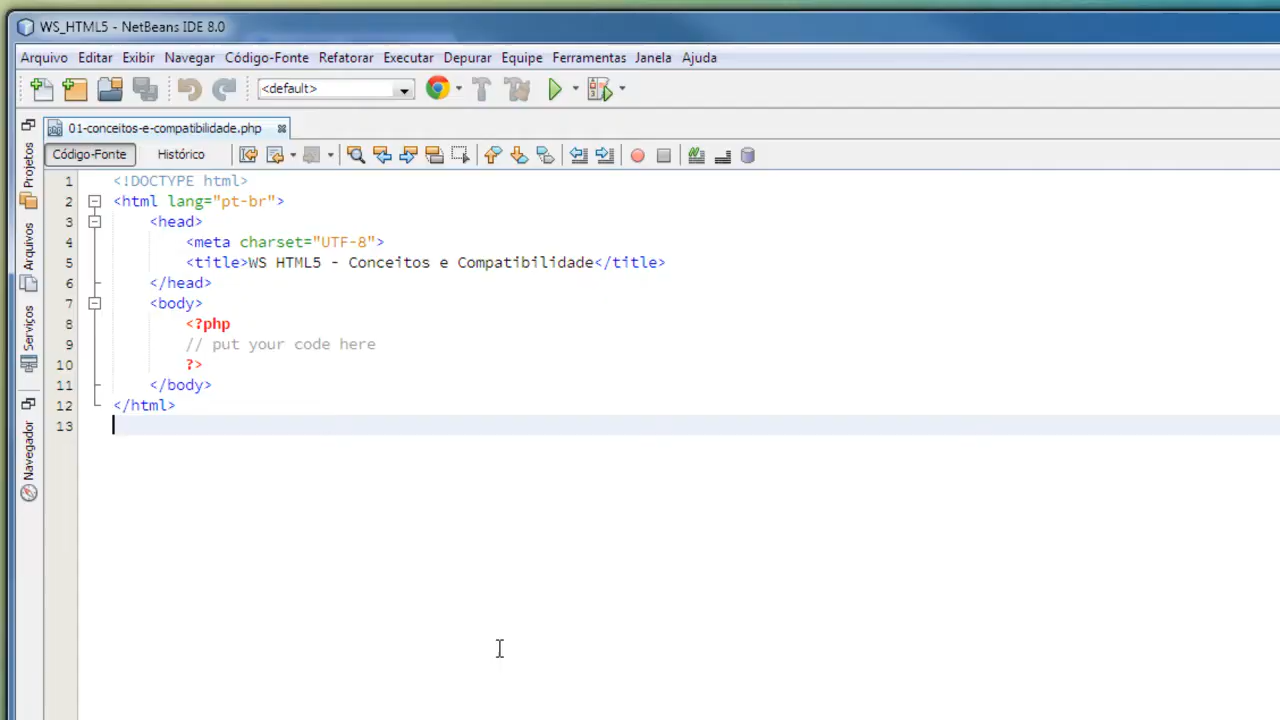 WS_HTML5 - NetBeans IDE 8.0
Arquivo Editar Exibir Navegar Código-Fonte Refatorar Executar Depurar Equipe Ferramentas Janela Ajuda
<default>
01-conceitos-e-compatibilidade.php
Código-Fonte Histórico
Projetos
Arquivos
Serviços
Navegador
1 <!DOCTYPE html>
2 <html lang="pt-br">
3 <head>
4 <meta charset="UTF-8">
5 <title>WS HTML5 - Conceitos e Compatibilidade</title>
6 </head>
7 <body>
8 <?php
9 // put your code here
10 ?>
11 </body>
12 </html>
13